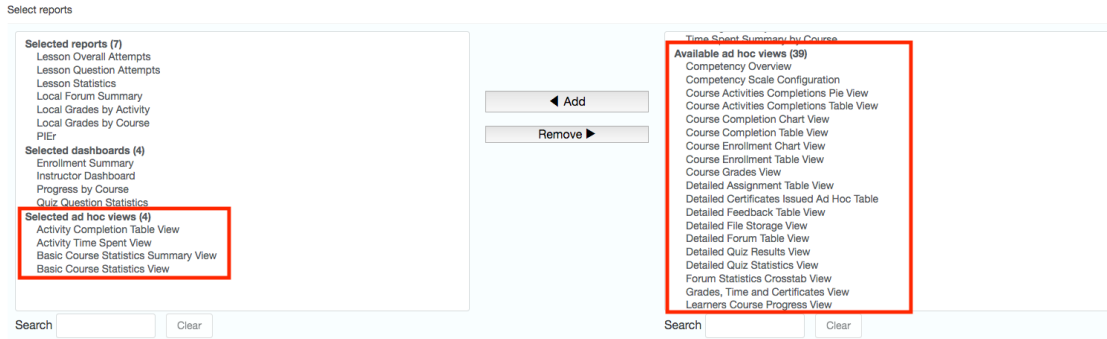 Select reports
Selected reports (7)
Lesson Overall Attempts
Lesson Question Attempts
Lesson Statistics
Local Forum Summary
Local Grades by Activity
Local Grades by Course
PIEr
Selected dashboards (4)
Enrollment Summary
Instructor Dashboard
Progress by Course
Quiz Question Statistics
Selected ad hoc views (4)
Activity Completion Table View
Activity Time Spent View
Basic Course Statistics Summary View
Basic Course Statistics View
Search
Clear
◀ Add
Remove ▶
Time Spent Summary by Course
Available ad hoc views (39)
Competency Overview
Competency Scale Configuration
Course Activities Completions Pie View
Course Activities Completions Table View
Course Completion Chart View
Course Completion Table View
Course Enrollment Chart View
Course Enrollment Table View
Course Grades View
Detailed Assignment Table View
Detailed Certificates Issued Ad Hoc Table
Detailed Feedback Table View
Detailed File Storage View
Detailed Forum Table View
Detailed Quiz Results View
Detailed Quiz Statistics View
Forum Statistics Crosstab View
Grades, Time and Certificates View
Learners Course Progress View
Search
Clear